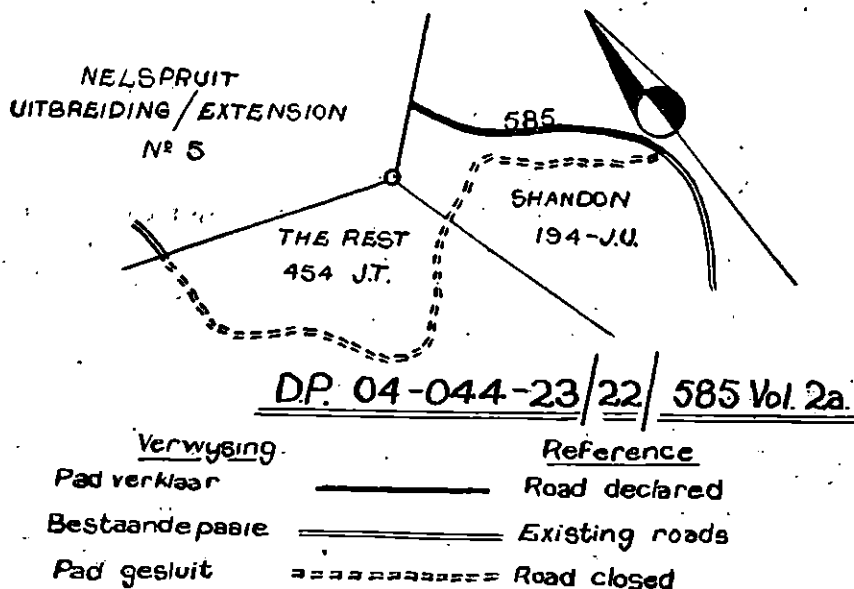 NELSPRUIT
UITBREIDING / EXTENSION
Nº 5
585
SHANDON
194-J.U.
THE REST
454 J.T.
D.P. 04-044-23/22/585 Vol. 2a.
Verwysing Reference
Pad verklaar Road declared
Bestaande paaie Existing roads
Pad gesluit Road closed